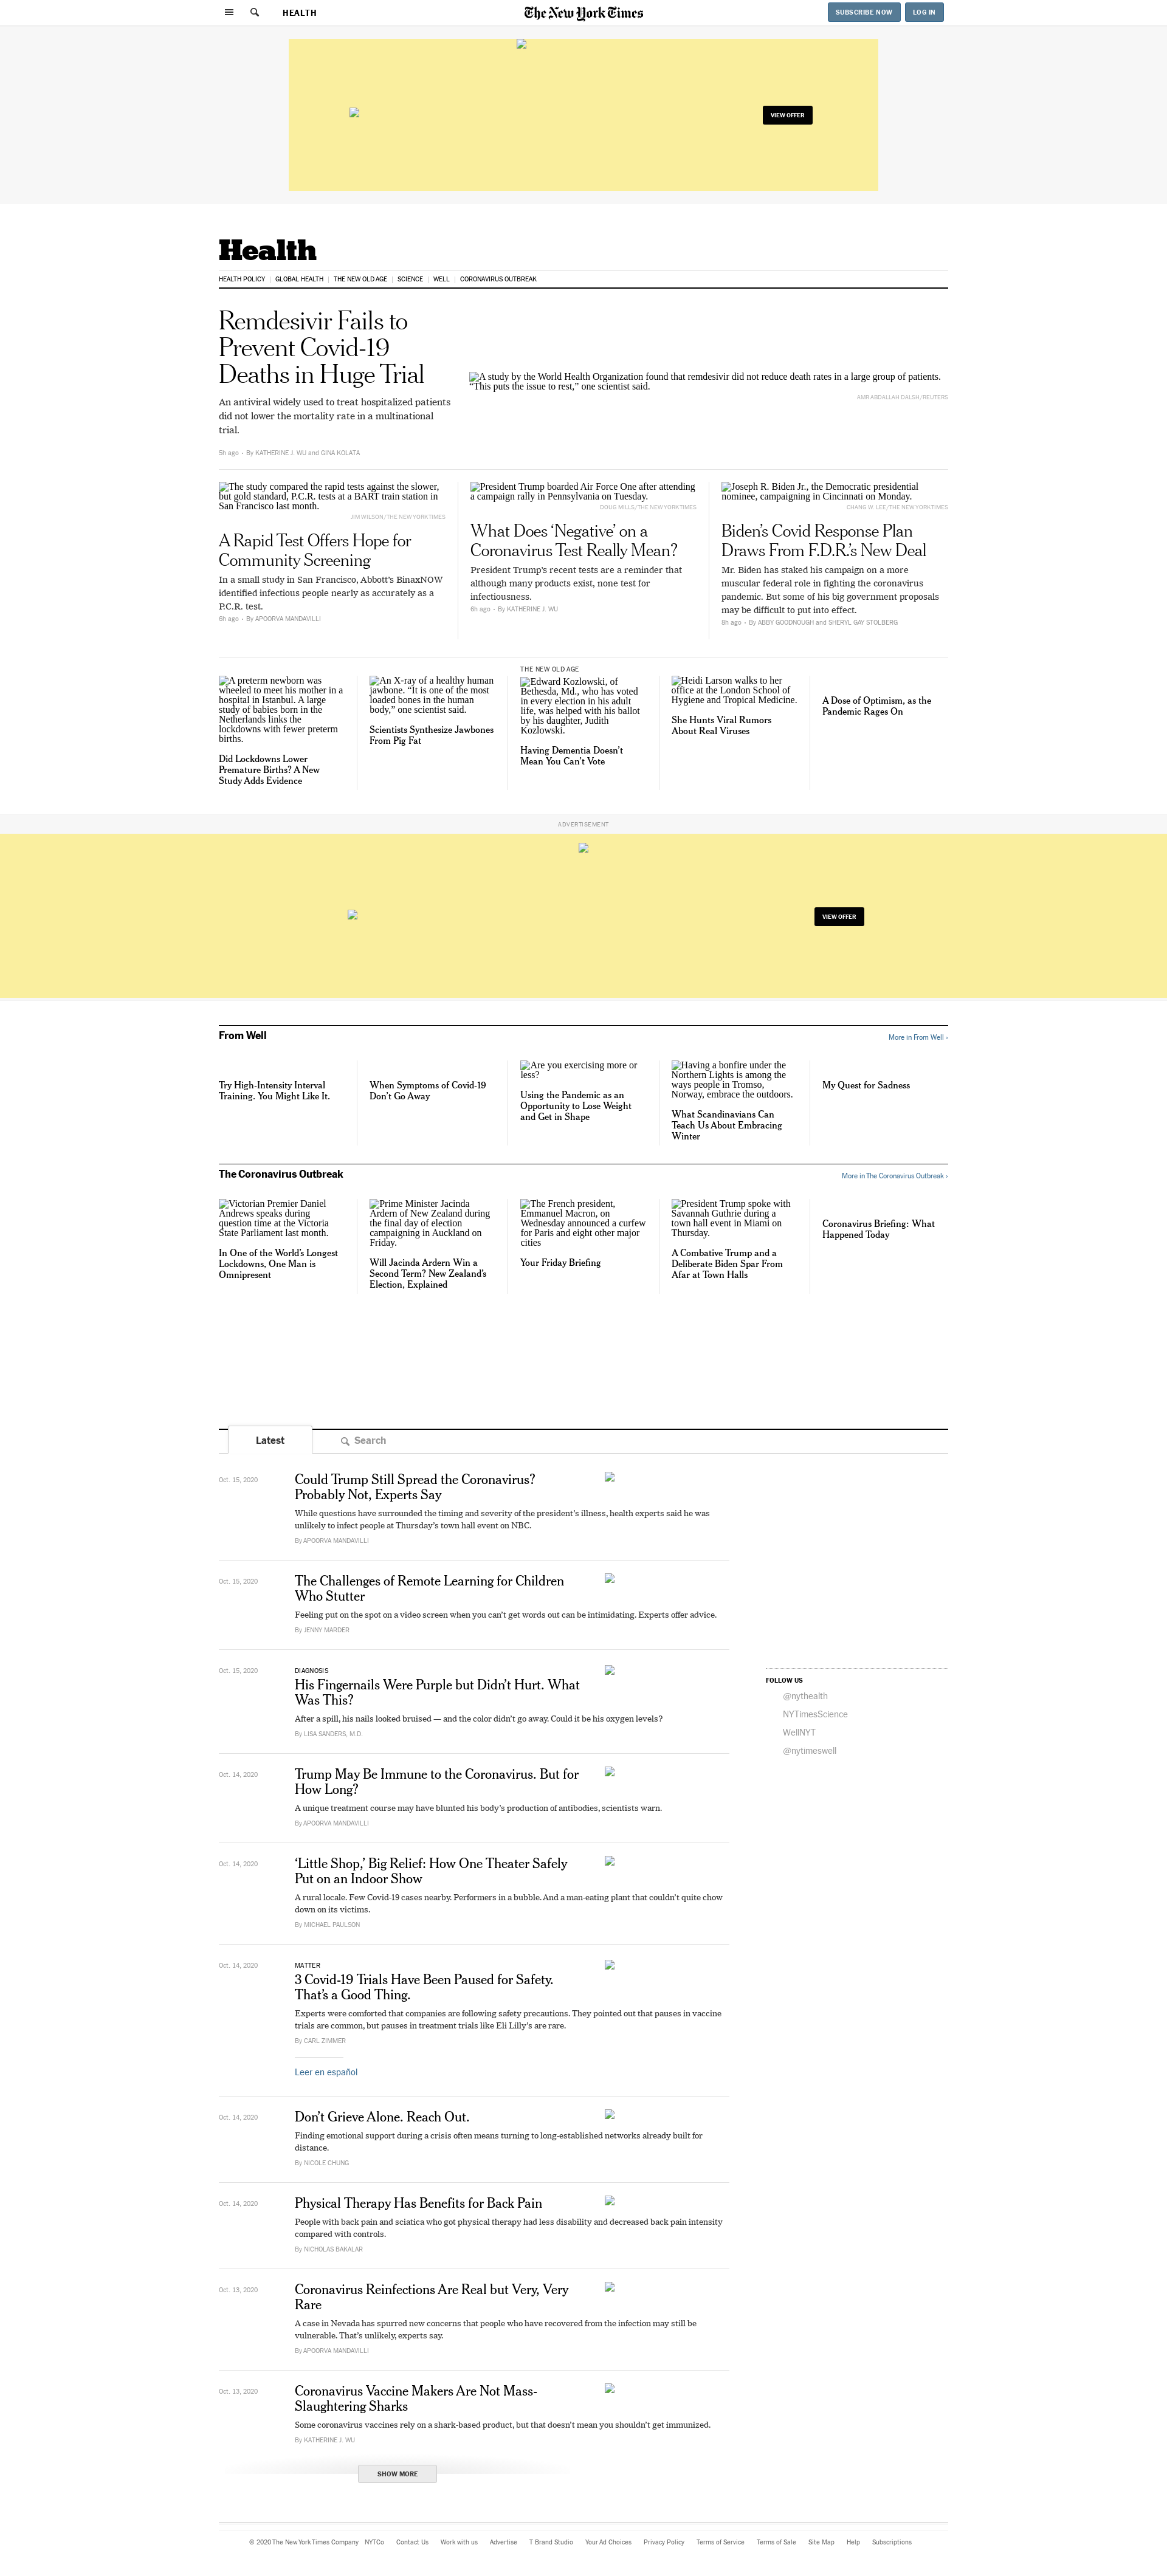 HEALTH
The New York Times
SUBSCRIBE NOW
LOG IN
VIEW OFFER
Health
HEALTH POLICY
GLOBAL HEALTH
THE NEW OLD AGE
SCIENCE
WELL
CORONAVIRUS OUTBREAK
Remdesivir Fails to
Prevent Covid-19
Deaths in Huge Trial
An antiviral widely used to treat hospitalized patients
did not lower the mortality rate in a multinational
trial.
5h ago • By KATHERINE J. WU and GINA KOLATA
A study by the World Health Organization found that remdesivir did not reduce death rates in a large group of patients.
“This puts the issue to rest,” one scientist said.
AMR ABDALLAH DALSH/REUTERS
The study compared the rapid tests against the slower,
but gold standard, P.C.R. tests at a BART train station in
San Francisco last month.
JIM WILSON/THE NEW YORK TIMES
A Rapid Test Offers Hope for
Community Screening
In a small study in San Francisco, Abbott’s BinaxNOW
identified infectious people nearly as accurately as a
P.C.R. test.
6h ago • By APOORVA MANDAVILLI
President Trump boarded Air Force One after attending
a campaign rally in Pennsylvania on Tuesday.
DOUG MILLS/THE NEW YORK TIMES
What Does ‘Negative’ on a
Coronavirus Test Really Mean?
President Trump’s recent tests are a reminder that
although many products exist, none test for
infectiousness.
6h ago • By KATHERINE J. WU
Joseph R. Biden Jr., the Democratic presidential
nominee, campaigning in Cincinnati on Monday.
CHANG W. LEE/THE NEW YORK TIMES
Biden’s Covid Response Plan
Draws From F.D.R.’s New Deal
Mr. Biden has staked his campaign on a more
muscular federal role in fighting the coronavirus
pandemic. But some of his big government proposals
may be difficult to put into effect.
8h ago • By ABBY GOODNOUGH and SHERYL GAY STOLBERG
A preterm newborn was
wheeled to meet his mother in a
hospital in Istanbul. A large
study of babies born in the
Netherlands links the
lockdowns with fewer preterm
births.
Did Lockdowns Lower
Premature Births? A New
Study Adds Evidence
An X-ray of a healthy human
jawbone. “It is one of the most
loaded bones in the human
body,” one scientist said.
Scientists Synthesize Jawbones
From Pig Fat
THE NEW OLD AGE
Edward Kozlowski, of
Bethesda, Md., who has voted
in every election in his adult
life, was helped with his ballot
by his daughter, Judith
Kozlowski.
Having Dementia Doesn’t
Mean You Can’t Vote
Heidi Larson walks to her
office at the London School of
Hygiene and Tropical Medicine.
She Hunts Viral Rumors
About Real Viruses
A Dose of Optimism, as the
Pandemic Rages On
ADVERTISEMENT
VIEW OFFER
From Well
More in From Well ›
Try High-Intensity Interval
Training. You Might Like It.
When Symptoms of Covid-19
Don’t Go Away
Are you exercising more or
less?
Using the Pandemic as an
Opportunity to Lose Weight
and Get in Shape
Having a bonfire under the
Northern Lights is among the
ways people in Tromso,
Norway, embrace the outdoors.
What Scandinavians Can
Teach Us About Embracing
Winter
My Quest for Sadness
The Coronavirus Outbreak
More in The Coronavirus Outbreak ›
Victorian Premier Daniel
Andrews speaks during
question time at the Victoria
State Parliament last month.
In One of the World’s Longest
Lockdowns, One Man is
Omnipresent
Prime Minister Jacinda
Ardern of New Zealand during
the final day of election
campaigning in Auckland on
Friday.
Will Jacinda Ardern Win a
Second Term? New Zealand’s
Election, Explained
The French president,
Emmanuel Macron, on
Wednesday announced a curfew
for Paris and eight other major
cities
Your Friday Briefing
President Trump spoke with
Savannah Guthrie during a
town hall event in Miami on
Thursday.
A Combative Trump and a
Deliberate Biden Spar From
Afar at Town Halls
Coronavirus Briefing: What
Happened Today
Latest
Search
Oct. 15, 2020
Could Trump Still Spread the Coronavirus?
Probably Not, Experts Say
While questions have surrounded the timing and severity of the president’s illness, health experts said he was
unlikely to infect people at Thursday’s town hall event on NBC.
By APOORVA MANDAVILLI
Oct. 15, 2020
The Challenges of Remote Learning for Children
Who Stutter
Feeling put on the spot on a video screen when you can’t get words out can be intimidating. Experts offer advice.
By JENNY MARDER
Oct. 15, 2020
DIAGNOSIS
His Fingernails Were Purple but Didn’t Hurt. What
Was This?
After a spill, his nails looked bruised — and the color didn’t go away. Could it be his oxygen levels?
By LISA SANDERS, M.D.
FOLLOW US
@nythealth
NYTimesScience
WellNYT
@nytimeswell
Oct. 14, 2020
Trump May Be Immune to the Coronavirus. But for
How Long?
A unique treatment course may have blunted his body’s production of antibodies, scientists warn.
By APOORVA MANDAVILLI
Oct. 14, 2020
‘Little Shop,’ Big Relief: How One Theater Safely
Put on an Indoor Show
A rural locale. Few Covid-19 cases nearby. Performers in a bubble. And a man-eating plant that couldn’t quite chow
down on its victims.
By MICHAEL PAULSON
Oct. 14, 2020
MATTER
3 Covid-19 Trials Have Been Paused for Safety.
That’s a Good Thing.
Experts were comforted that companies are following safety precautions. They pointed out that pauses in vaccine
trials are common, but pauses in treatment trials like Eli Lilly’s are rare.
By CARL ZIMMER
Leer en español
Oct. 14, 2020
Don’t Grieve Alone. Reach Out.
Finding emotional support during a crisis often means turning to long-established networks already built for
distance.
By NICOLE CHUNG
Oct. 14, 2020
Physical Therapy Has Benefits for Back Pain
People with back pain and sciatica who got physical therapy had less disability and decreased back pain intensity
compared with controls.
By NICHOLAS BAKALAR
Oct. 13, 2020
Coronavirus Reinfections Are Real but Very, Very
Rare
A case in Nevada has spurred new concerns that people who have recovered from the infection may still be
vulnerable. That’s unlikely, experts say.
By APOORVA MANDAVILLI
Oct. 13, 2020
Coronavirus Vaccine Makers Are Not Mass-
Slaughtering Sharks
Some coronavirus vaccines rely on a shark-based product, but that doesn’t mean you shouldn’t get immunized.
By KATHERINE J. WU
SHOW MORE
© 2020 The New York Times Company NYTCo Contact Us Work with us Advertise T Brand Studio Your Ad Choices Privacy Policy Terms of Service Terms of Sale Site Map Help Subscriptions